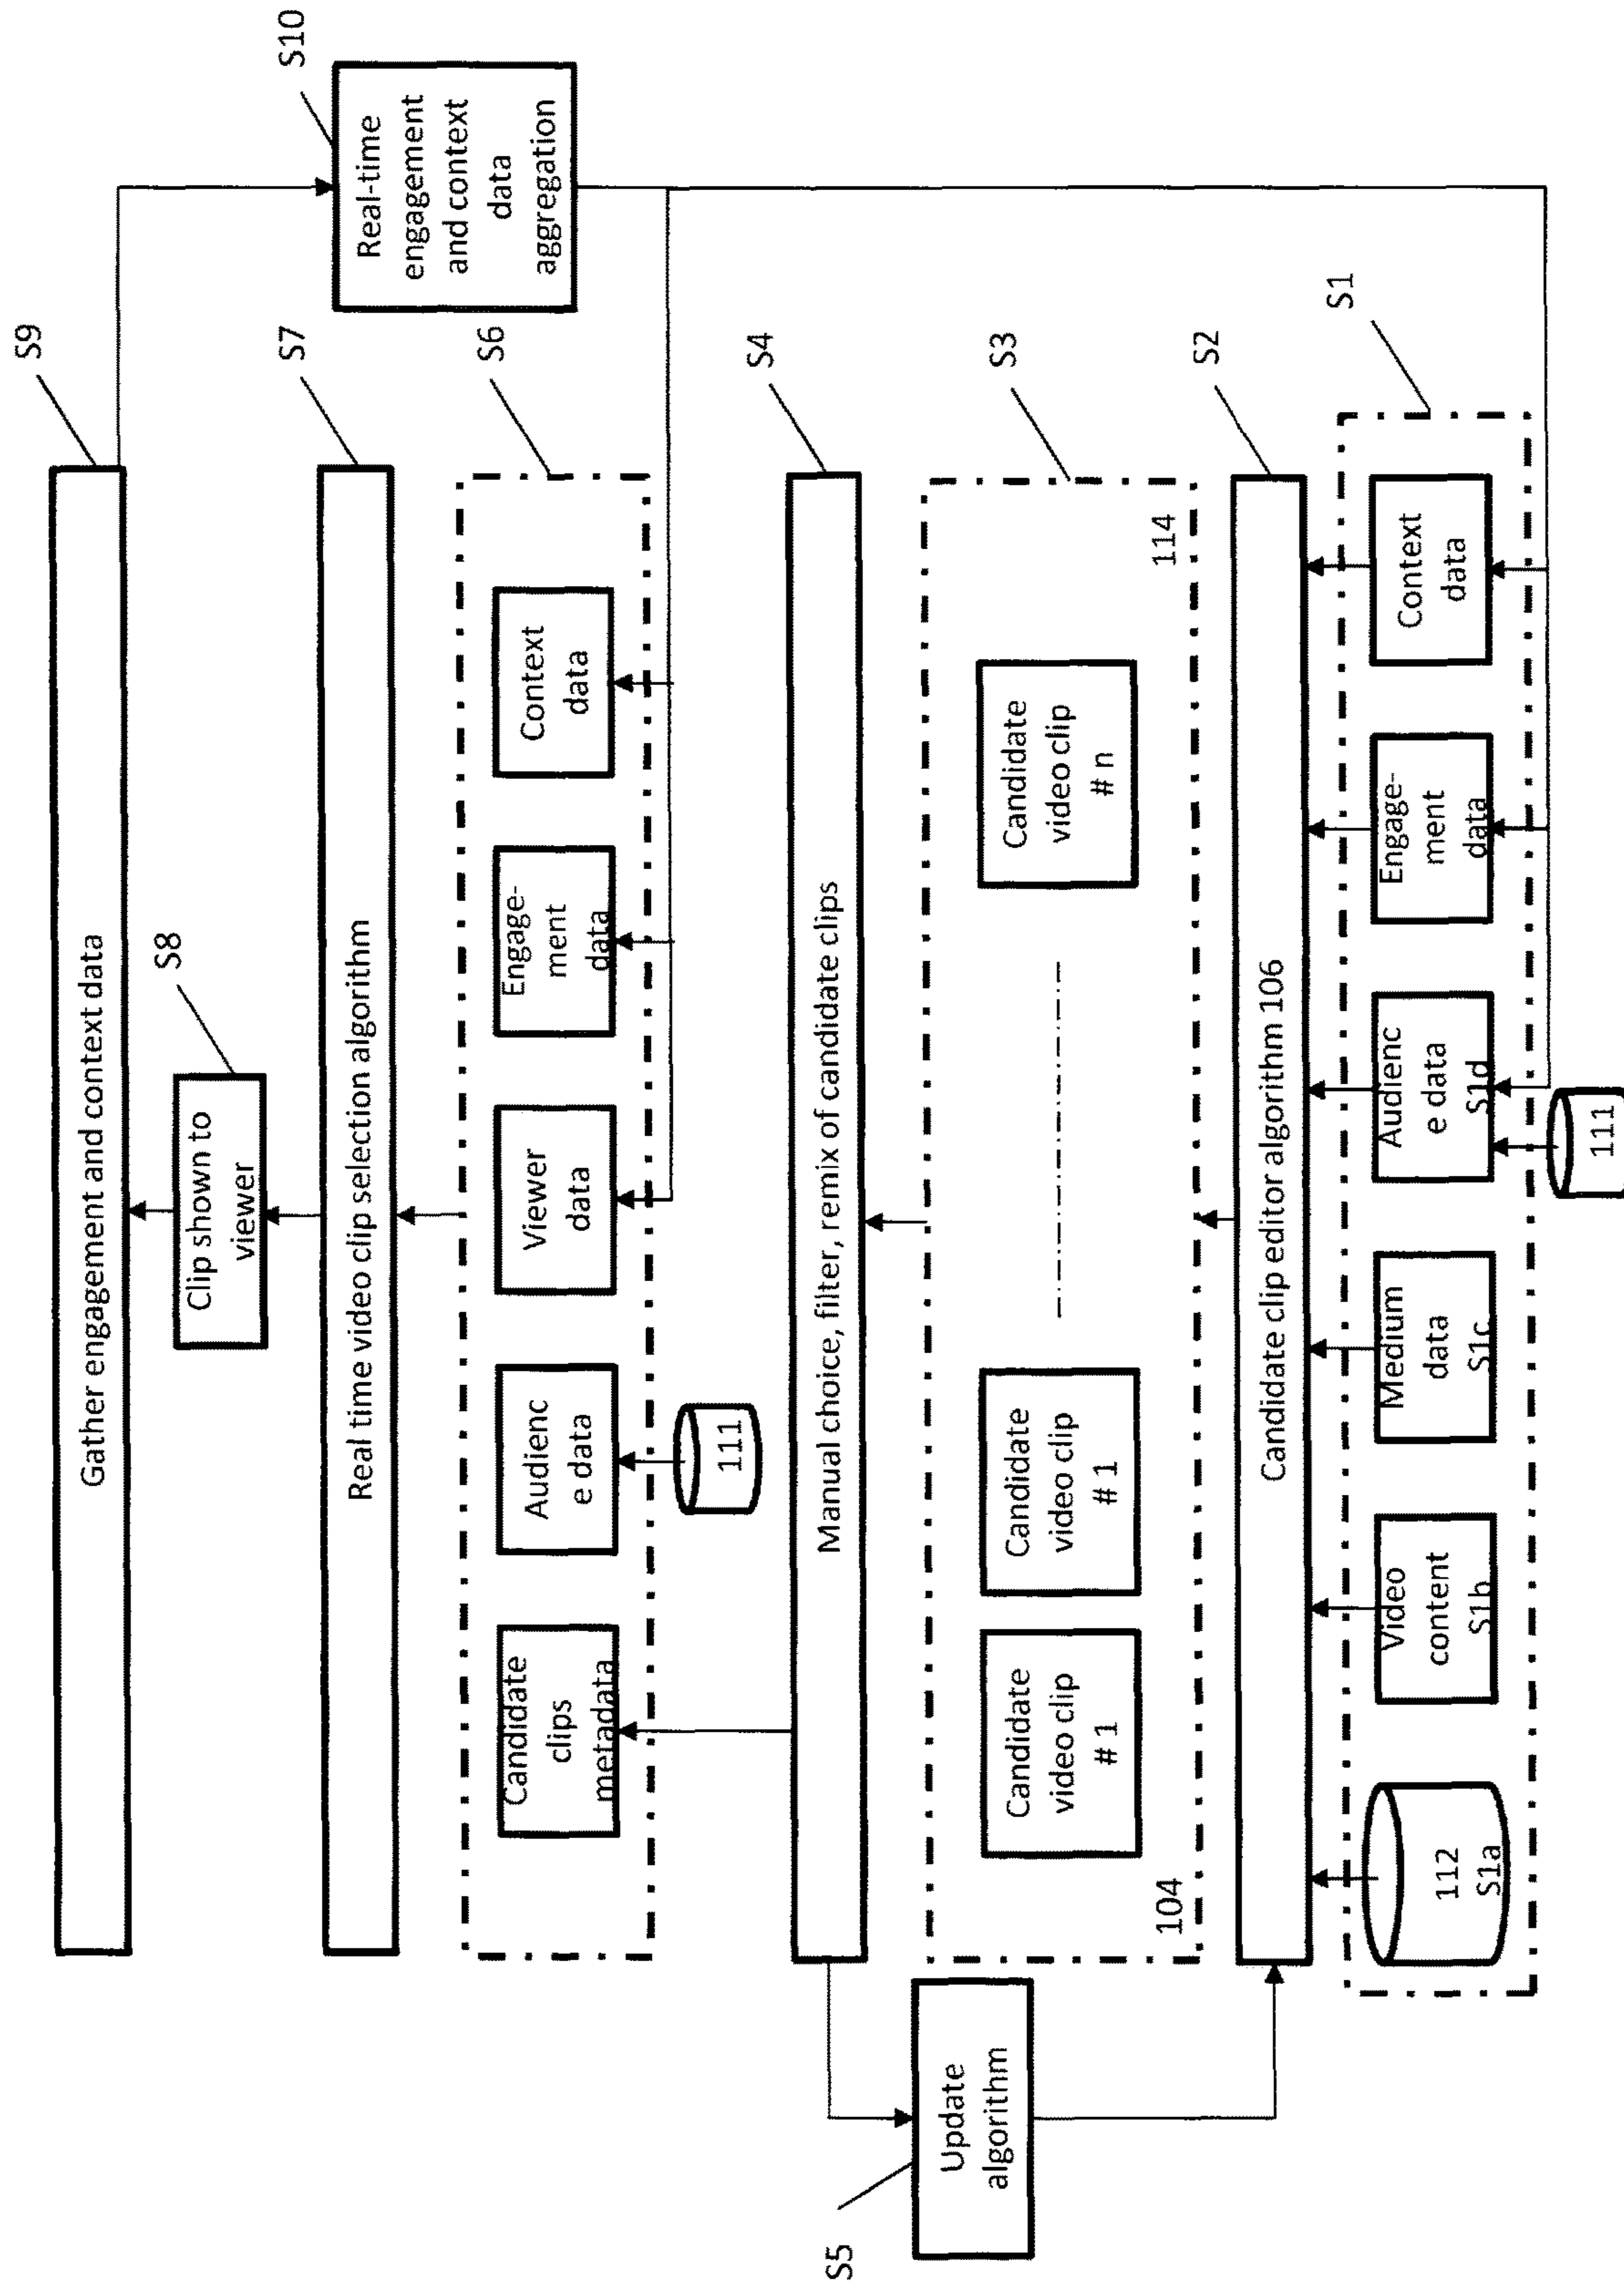 S9
Gather engagement and context data
S8
Clip shown to
viewer
S10
Real-time
engagement
and context
data
aggregation
S7
Real time video clip selection algorithm
S6
Candidate
clips
metadata
Audienc
e data
Viewer
data
Engage-
ment
data
Context
data
111
S4
Manual choice, filter, remix of candidate clips
S5
Update
algorithm
S3
104
Candidate
video clip
# 1
Candidate
video clip
# 1
Candidate
video clip
# n
114
S2
Candidate clip editor algorithm 106
S1
112
S1a
Video
content
S1b
Medium
data
S1c
Audienc
e data
S1d
Engage-
ment
data
Context
data
111